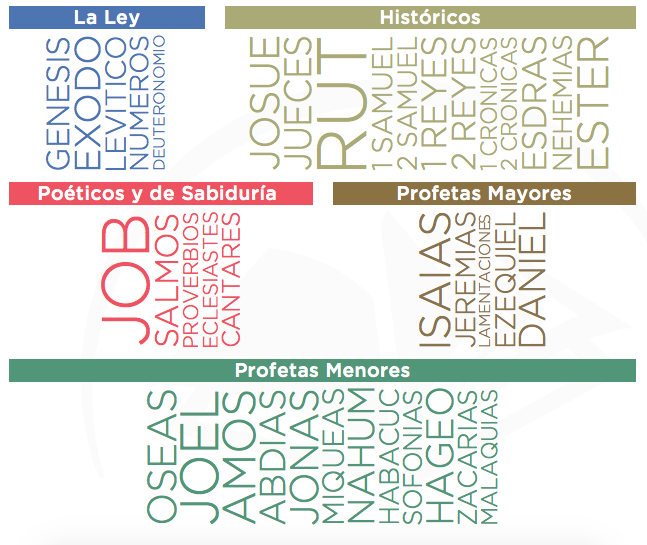 La Ley
GENESIS
EXODO
LEVITICO
NUMEROS
DEUTERONOMIO
Históricos
JOSUE
JUECES
RUT
1 SAMUEL
2 SAMUEL
1 REYES
2 REYES
1 CRONICAS
2 CRONICAS
ESDRAS
NEHEMIAS
ESTER
Poéticos y de Sabiduría
JOB
SALMOS
PROVERBIOS
ECLESIASTES
CANTARES
Profetas Mayores
ISAIAS
JEREMIAS
LAMENTACIONES
EZEQUIEL
DANIEL
Profetas Menores
OSEAS
JOEL
AMOS
ABDIAS
JONAS
MIQUEAS
NAHUM
HABACUC
SOFONIAS
HAGEO
ZACARIAS
MALAQUIAS